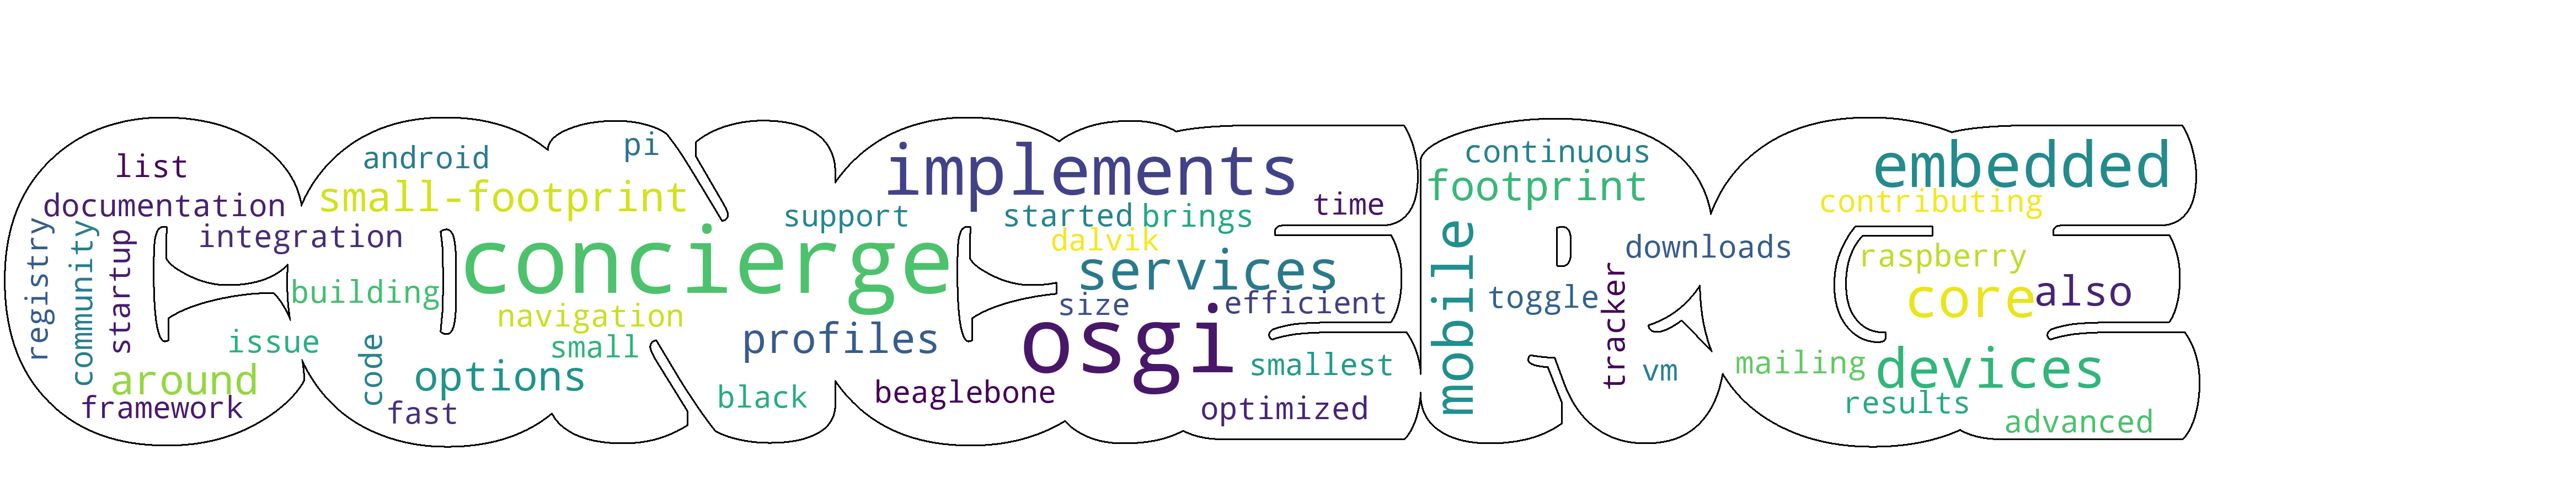 list
documentation
registry
community
startup
integration
issue
around
framework
android
pi
small-footprint
concierge
building
navigation
small
code
options
fast
support
profiles
black
beaglebone
implements
time
started
brings
dalvik
services
size
efficient
osgi
smallest
optimized
continuous
footprint
mobile
downloads
toggle
tracker
vm
embedded
contributing
raspberry
core
also
mailing
devices
results
advanced